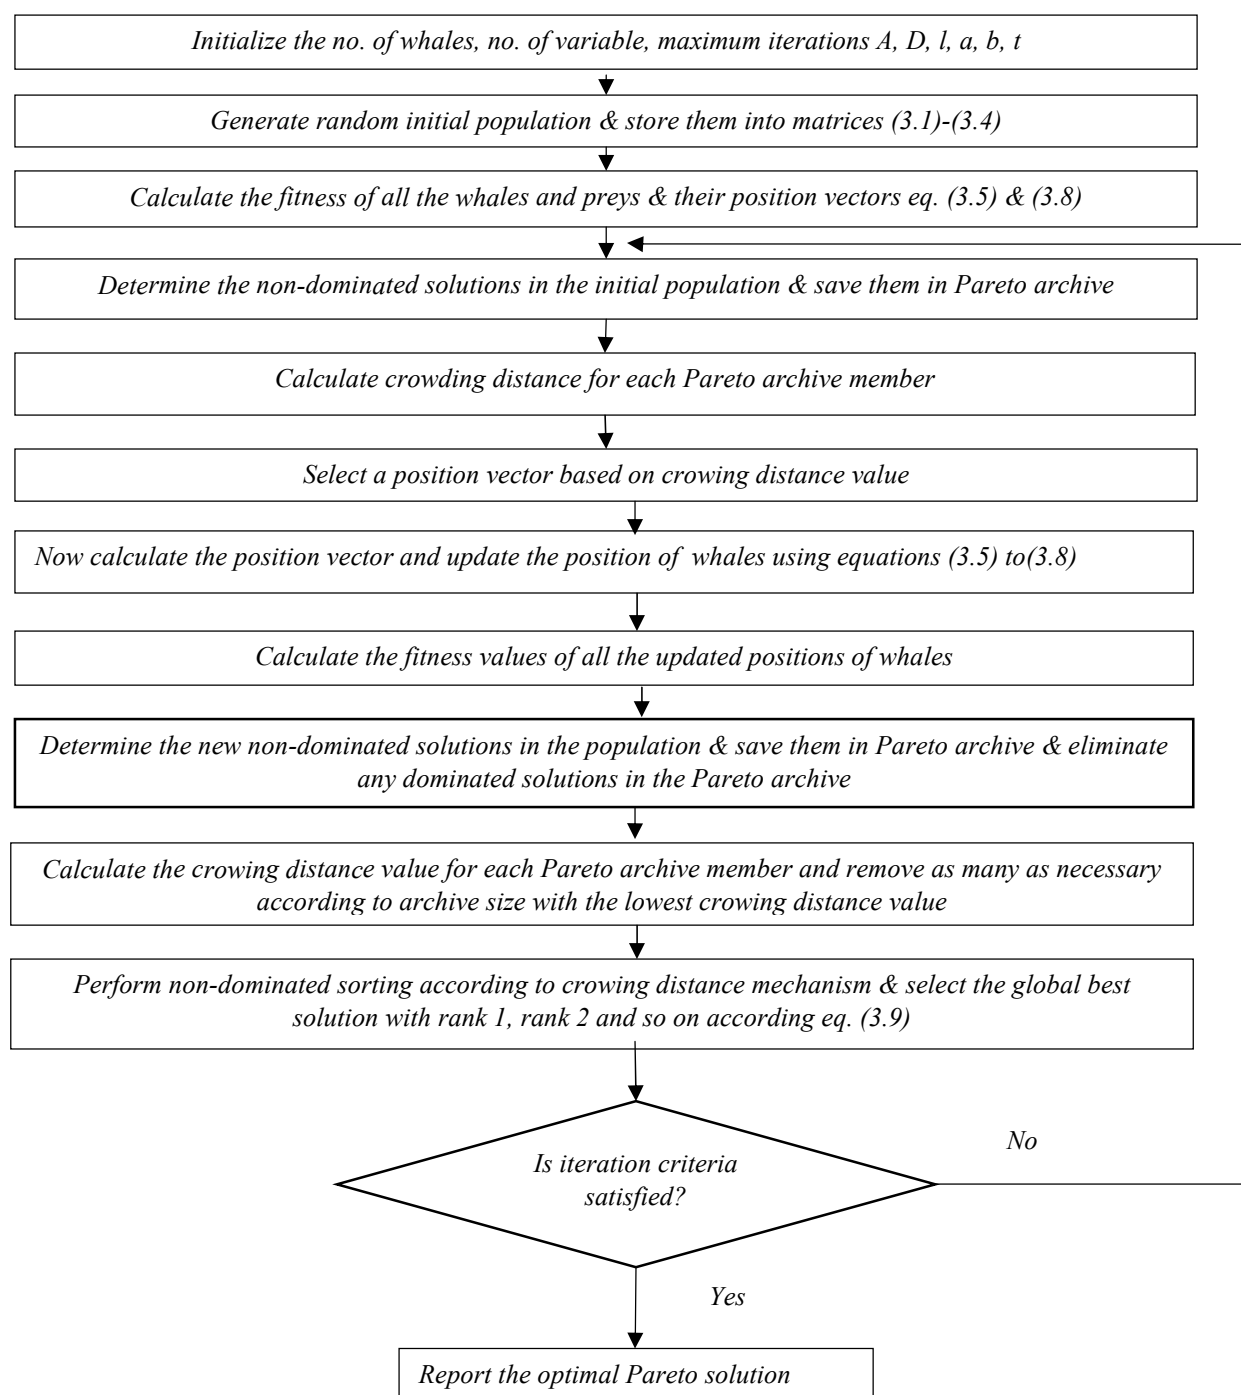 Initialize the no. of whales, no. of variable, maximum iterations A, D, l, a, b, t
Generate random initial population & store them into matrices (3.1)-(3.4)
Calculate the fitness of all the whales and preys & their position vectors eq. (3.5) & (3.8)
Determine the non-dominated solutions in the initial population & save them in Pareto archive
Calculate crowding distance for each Pareto archive member
Select a position vector based on crowing distance value
Now calculate the position vector and update the position of whales using equations (3.5) to(3.8)
Calculate the fitness values of all the updated positions of whales
Determine the new non-dominated solutions in the population & save them in Pareto archive & eliminate
any dominated solutions in the Pareto archive
Calculate the crowing distance value for each Pareto archive member and remove as many as necessary
according to archive size with the lowest crowing distance value
Perform non-dominated sorting according to crowing distance mechanism & select the global best
solution with rank 1, rank 2 and so on according eq. (3.9)
No
Is iteration criteria
satisfied?
Yes
Report the optimal Pareto solution